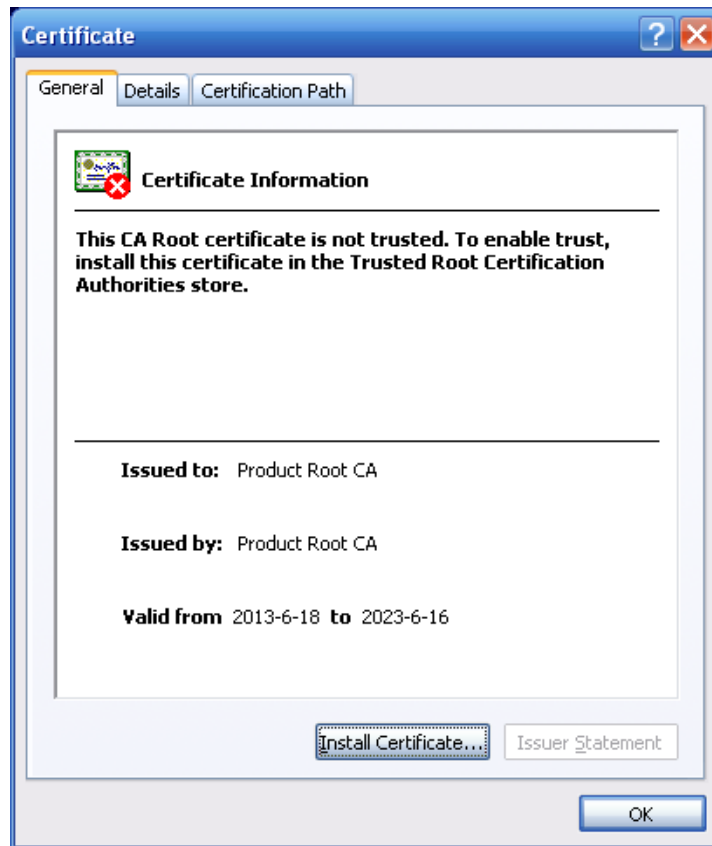 Certificate
General
Details
Certification Path
Certificate Information
This CA Root certificate is not trusted. To enable trust,
install this certificate in the Trusted Root Certification
Authorities store.
Issued to: Product Root CA
Issued by: Product Root CA
Valid from 2013-6-18 to 2023-6-16
Install Certificate...
Issuer Statement
OK